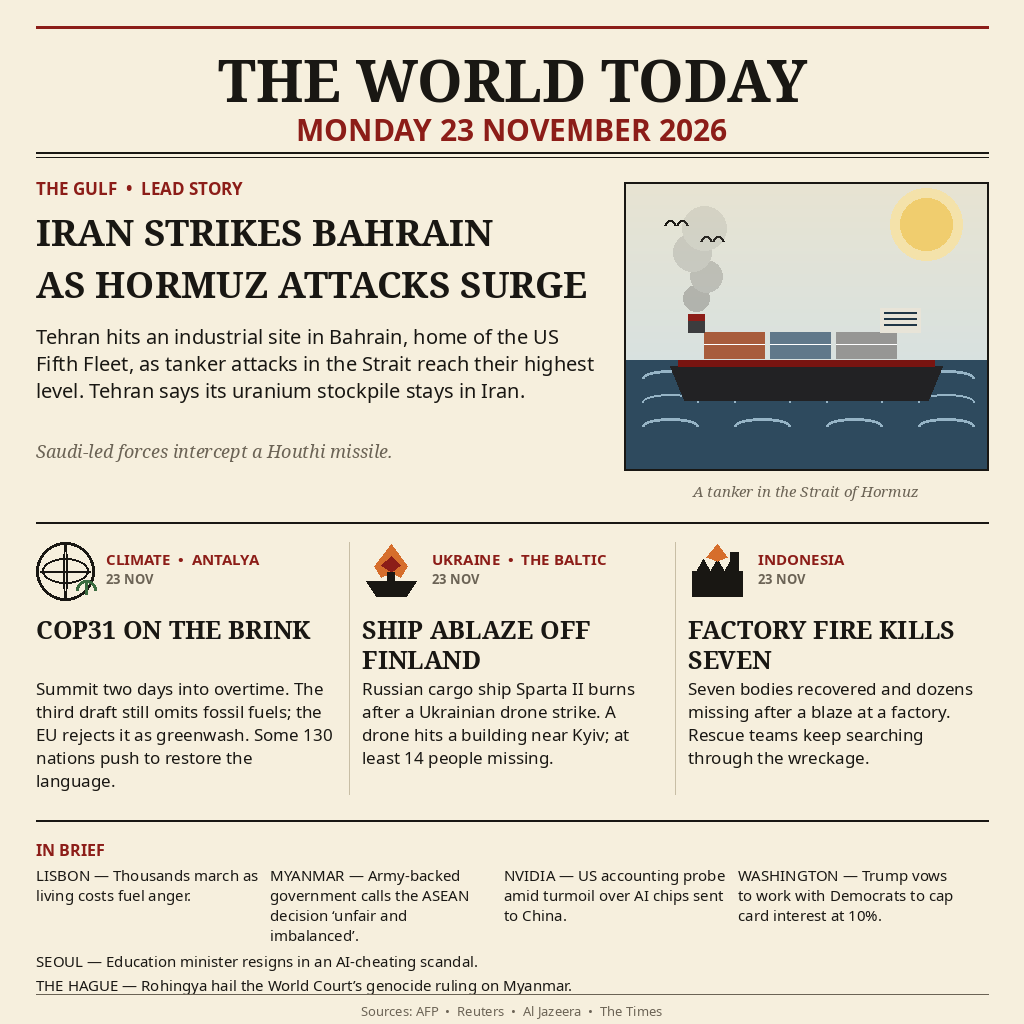 THE WORLD TODAY
MONDAY 23 NOVEMBER 2026
THE GULF • LEAD STORY
IRAN STRIKES BAHRAIN
AS HORMUZ ATTACKS SURGE
Tehran hits an industrial site in Bahrain, home of the US
Fifth Fleet, as tanker attacks in the Strait reach their highest
level. Tehran says its uranium stockpile stays in Iran.
Saudi-led forces intercept a Houthi missile.
A tanker in the Strait of Hormuz
CLIMATE • ANTALYA
23 NOV
COP31 ON THE BRINK
Summit two days into overtime. The
third draft still omits fossil fuels; the
EU rejects it as greenwash. Some 130
nations push to restore the
language.
UKRAINE • THE BALTIC
23 NOV
SHIP ABLAZE OFF
FINLAND
Russian cargo ship Sparta II burns
after a Ukrainian drone strike. A
drone hits a building near Kyiv; at
least 14 people missing.
INDONESIA
23 NOV
FACTORY FIRE KILLS
SEVEN
Seven bodies recovered and dozens
missing after a blaze at a factory.
Rescue teams keep searching
through the wreckage.
IN BRIEF
LISBON — Thousands march as
living costs fuel anger.
MYANMAR — Army-backed
government calls the ASEAN
decision ‘unfair and
imbalanced’.
NVIDIA — US accounting probe
amid turmoil over AI chips sent
to China.
WASHINGTON — Trump vows
to work with Democrats to cap
card interest at 10%.
SEOUL — Education minister resigns in an AI-cheating scandal.
THE HAGUE — Rohingya hail the World Court’s genocide ruling on Myanmar.
Sources: AFP • Reuters • Al Jazeera • The Times